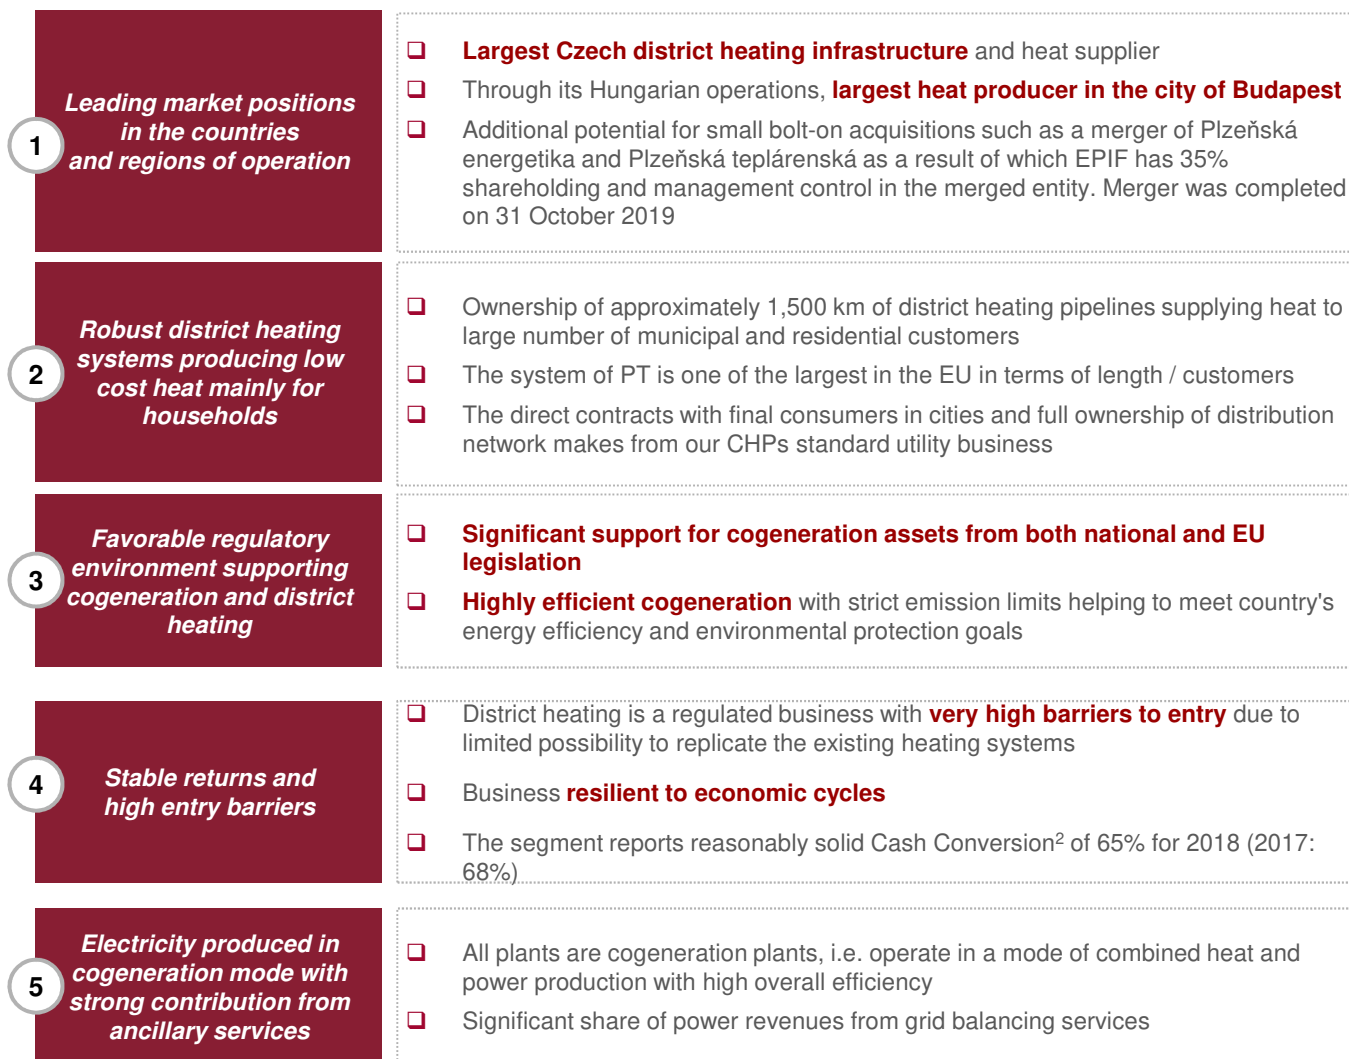 1
Leading market positions
in the countries
and regions of operation
❑ Largest Czech district heating infrastructure and heat supplier
❑ Through its Hungarian operations, largest heat producer in the city of Budapest
❑ Additional potential for small bolt-on acquisitions such as a merger of Plzeňská
energetika and Plzeňská teplárenská as a result of which EPIF has 35%
shareholding and management control in the merged entity. Merger was completed
on 31 October 2019
2
Robust district heating
systems producing low
cost heat mainly for
households
❑ Ownership of approximately 1,500 km of district heating pipelines supplying heat to
large number of municipal and residential customers
❑ The system of PT is one of the largest in the EU in terms of length / customers
❑ The direct contracts with final consumers in cities and full ownership of distribution
network makes from our CHPs standard utility business
3
Favorable regulatory
environment supporting
cogeneration and district
heating
❑ Significant support for cogeneration assets from both national and EU
legislation
❑ Highly efficient cogeneration with strict emission limits helping to meet country's
energy efficiency and environmental protection goals
4
Stable returns and
high entry barriers
❑ District heating is a regulated business with very high barriers to entry due to
limited possibility to replicate the existing heating systems
❑ Business resilient to economic cycles
❑ The segment reports reasonably solid Cash Conversion² of 65% for 2018 (2017:
68%)
5
Electricity produced in
cogeneration mode with
strong contribution from
ancillary services
❑ All plants are cogeneration plants, i.e. operate in a mode of combined heat and
power production with high overall efficiency
❑ Significant share of power revenues from grid balancing services